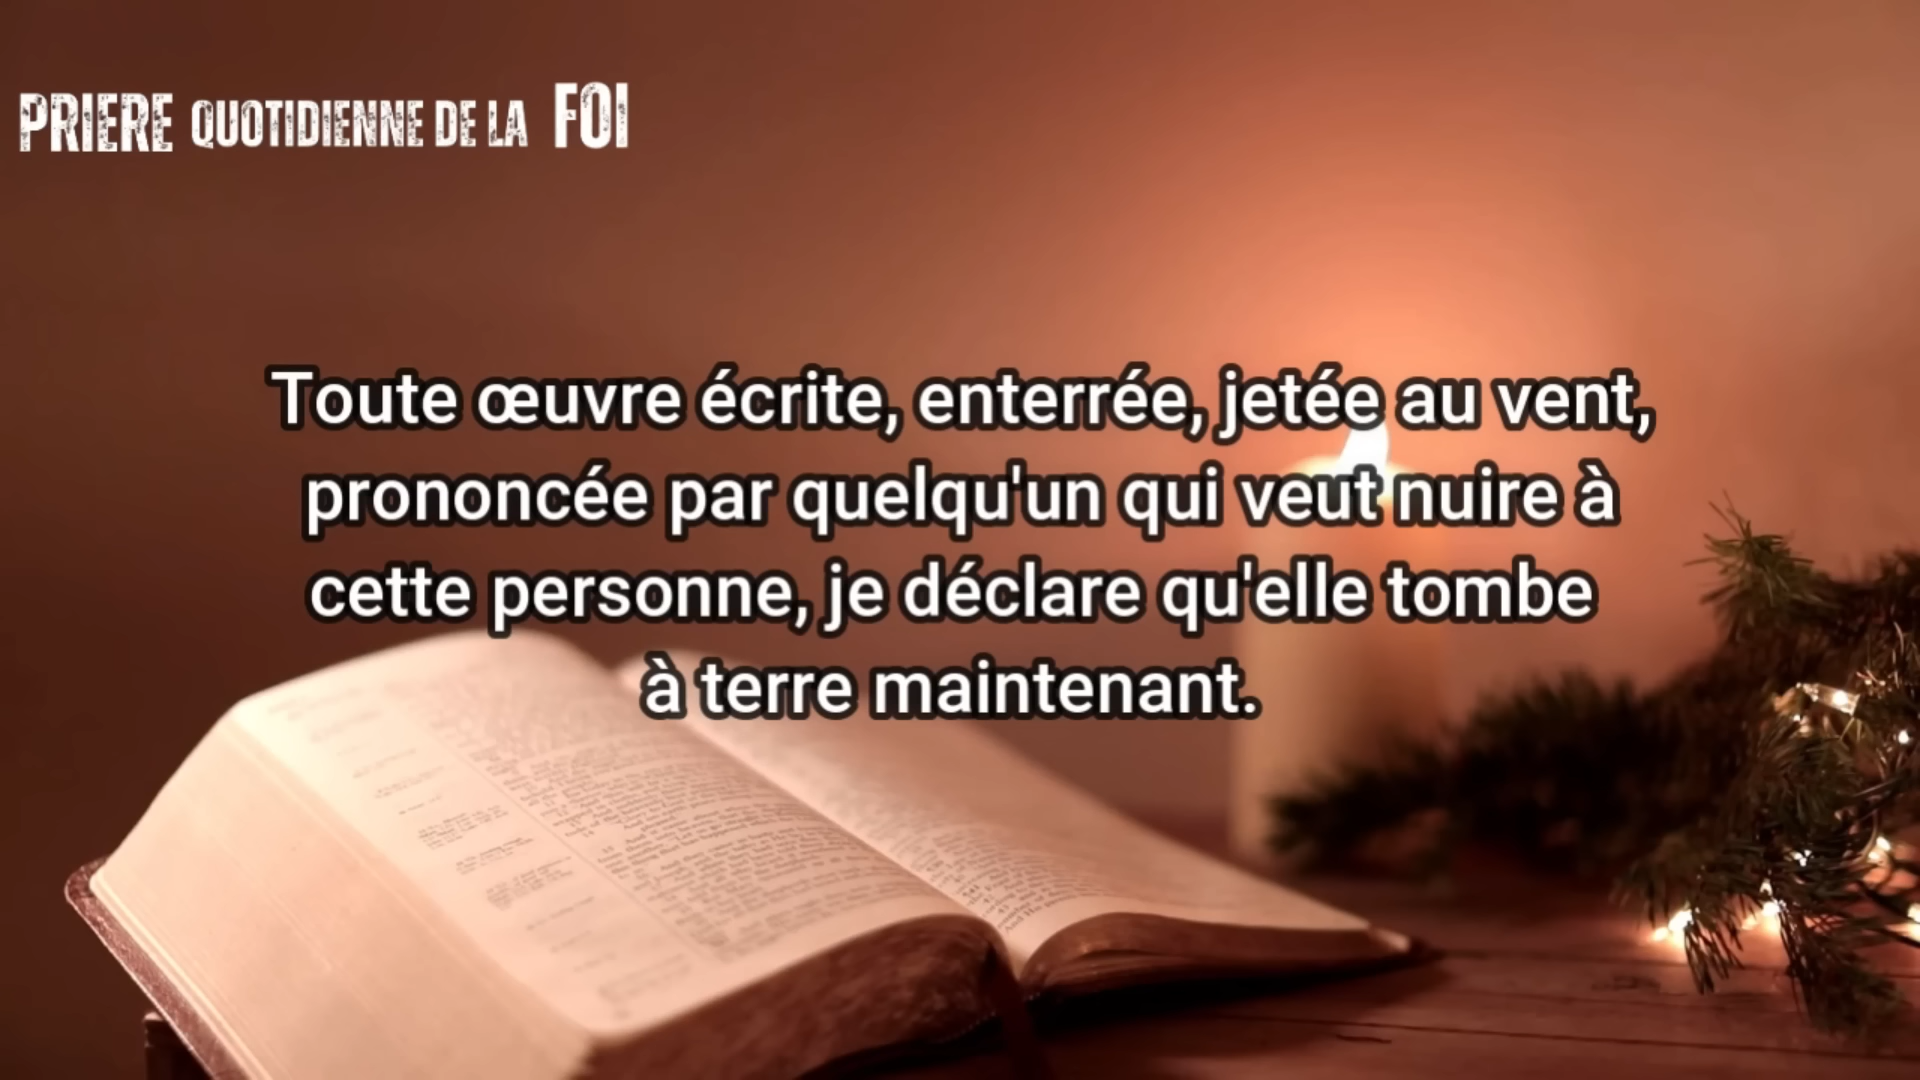 PRIERE QUOTIDIENNE DE LA FOI
Toute œuvre écrite, enterrée, jetée au vent,
prononcée par quelqu'un qui veut nuire à
cette personne, je déclare qu'elle tombe
à terre maintenant.